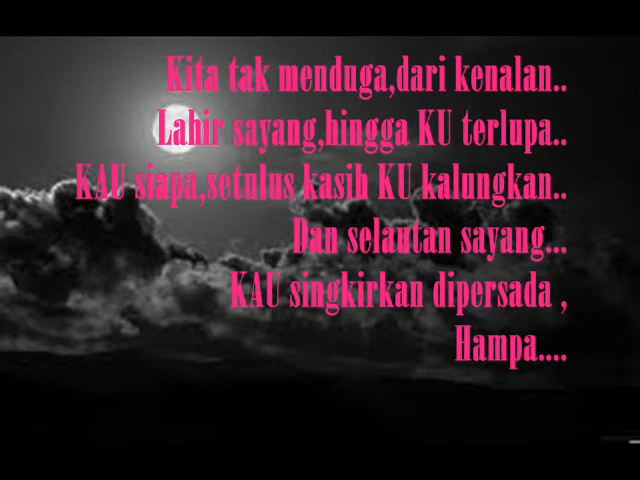 Kita tak menduga,dari kenalan..
Lahir sayang,hingga KU terlupa..
KAU siapa,setulus kasih KU kalungkan..
Dan selautan sayang...
KAU singkirkan dipersada ,
Hampa....